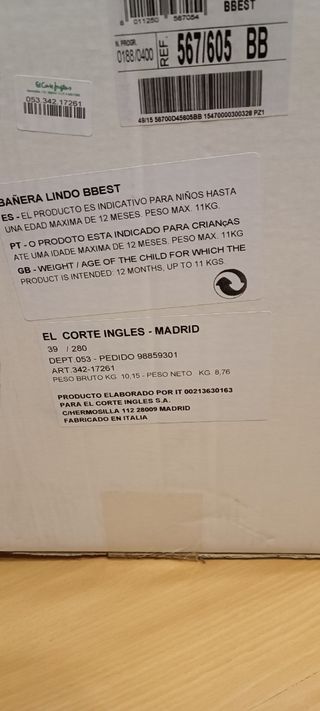 BBEST
6 011250 567054
N. PROGR.
0188/0400
REF:
567/605 BB
49/15 56700D45605BB 15470000300328 PZ1
El Corte Inglés
053.342.17261
BAÑERA LINDO BBEST
ES - EL PRODUCTO ES INDICATIVO PARA NIÑOS HASTA
UNA EDAD MAXIMA DE 12 MESES. PESO MAX. 11KG.
PT - O PRODOTO ESTA INDICADO PARA CRIANÇAS
ATE UMA IDADE MAXIMA DE 12 MESES. PESO MAX. 11KG
GB - WEIGHT / AGE OF THE CHILD FOR WHICH THE
PRODUCT IS INTENDED: 12 MONTHS, UP TO 11 KGS.
EL CORTE INGLES - MADRID
39 / 280
DEPT.053 - PEDIDO 98859301
ART.342-17261
PESO BRUTO KG. 10,15 - PESO NETO KG. 8,76
PRODUCTO ELABORADO POR IT 00213630163
PARA EL CORTE INGLES S.A.
C/HERMOSILLA 112 28009 MADRID
FABRICADO EN ITALIA